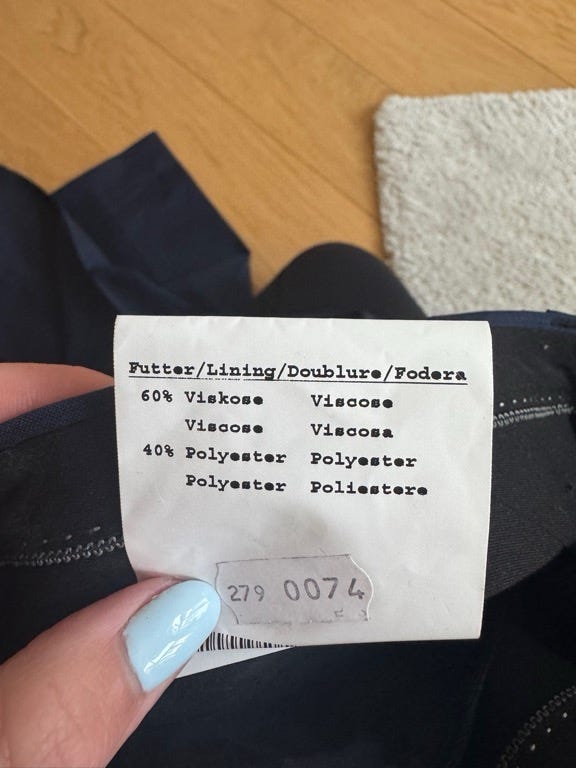 Futter/Lining/Doublure/Fodera
60% Viskose Viscose
Viscose Viscosa
40% Polyester Polyester
Polyester Poliestere
279 0074